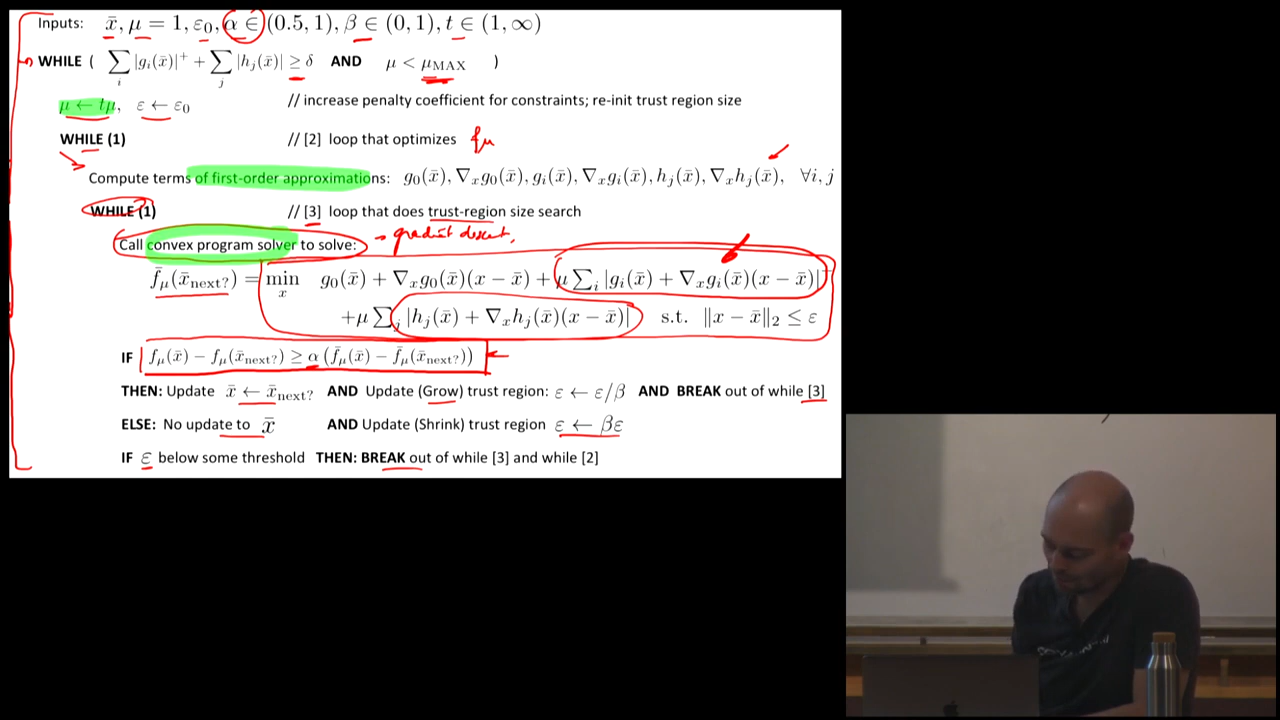 Inputs: x̄, μ = 1, ε₀, α ∈ (0.5, 1), β ∈ (0, 1), t ∈ (1, ∞)
WHILE ( ∑ᵢ |gᵢ(x̄)|⁺ + ∑ⱼ |hⱼ(x̄)| ≥ δ AND μ < μ_MAX )
μ ← tμ, ε ← ε₀ // increase penalty coefficient for constraints; re-init trust region size
WHILE (1) // [2] loop that optimizes fμ
Compute terms of first-order approximations: g₀(x̄), ∇ₓg₀(x̄), gᵢ(x̄), ∇ₓgᵢ(x̄), hⱼ(x̄), ∇ₓhⱼ(x̄), ∀i, j
WHILE (1) // [3] loop that does trust-region size search
Call convex program solver to solve: - gradient descent.
f̄_μ(x̄_next?) = min_x g₀(x̄) + ∇ₓg₀(x̄)(x − x̄) + μ∑ᵢ |gᵢ(x̄) + ∇ₓgᵢ(x̄)(x − x̄)|⁺
+μ∑ⱼ |hⱼ(x̄) + ∇ₓhⱼ(x̄)(x − x̄)| s.t. ‖x − x̄‖₂ ≤ ε
IF f_μ(x̄) − f_μ(x̄_next?) ≥ α (f̄_μ(x̄) − f̄_μ(x̄_next?))
THEN: Update x̄ ← x̄_next? AND Update (Grow) trust region: ε ← ε/β AND BREAK out of while [3]
ELSE: No update to x̄ AND Update (Shrink) trust region ε ← βε
IF ε below some threshold THEN: BREAK out of while [3] and while [2]